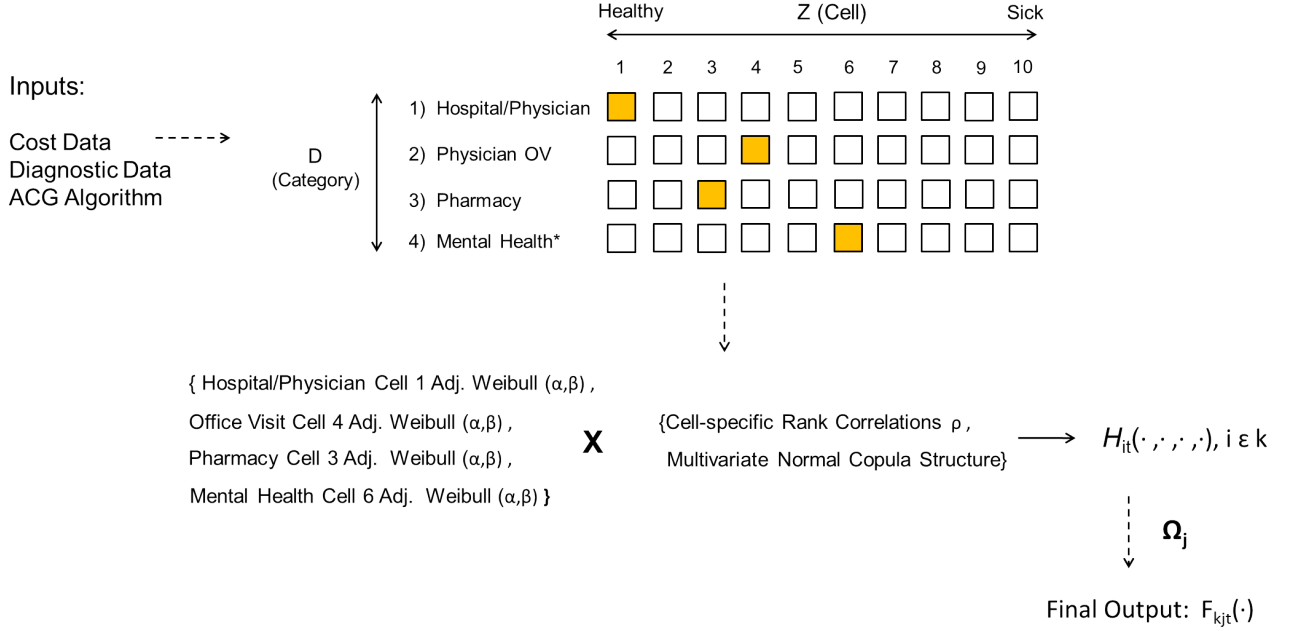 Healthy Z (Cell) Sick
1 2 3 4 5 6 7 8 9 10
Inputs:
Cost Data
Diagnostic Data
ACG Algorithm
D
(Category)
1) Hospital/Physician
2) Physician OV
3) Pharmacy
4) Mental Health*
{ Hospital/Physician Cell 1 Adj. Weibull (α,β) ,
Office Visit Cell 4 Adj. Weibull (α,β) ,
Pharmacy Cell 3 Adj. Weibull (α,β) ,
Mental Health Cell 6 Adj. Weibull (α,β) }
X
{Cell-specific Rank Correlations ρ ,
Multivariate Normal Copula Structure}
H_it(· ,· ,· ,·), i ε k
Ω_j
Final Output: F_kjt(·)